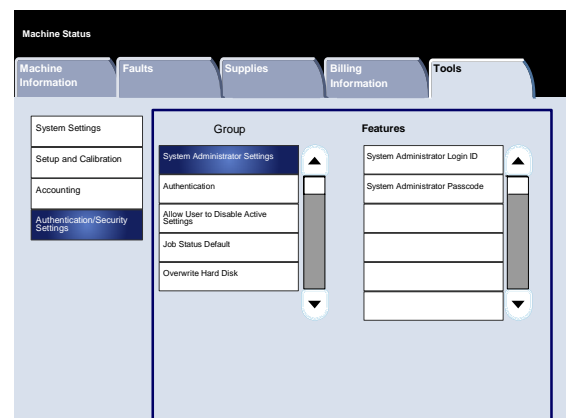 Machine Status
Machine
Information
Faults
Supplies
Billing
Information
Tools
System Settings
Setup and Calibration
Accounting
Authentication/Security
Settings
Group
System Administrator Settings
Authentication
Allow User to Disable Active
Settings
Job Status Default
Overwrite Hard Disk
Features
System Administrator Login ID
System Administrator Passcode